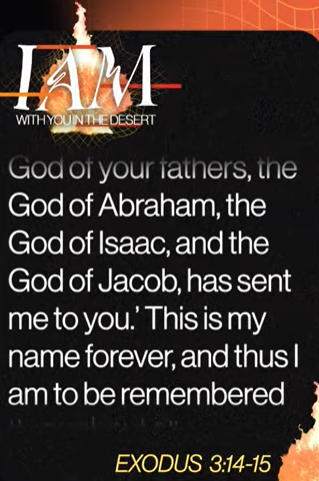 I AM
WITH YOU IN THE DESERT
God of your fathers, the
God of Abraham, the
God of Isaac, and the
God of Jacob, has sent
me to you.’ This is my
name forever, and thus I
am to be remembered
EXODUS 3:14-15